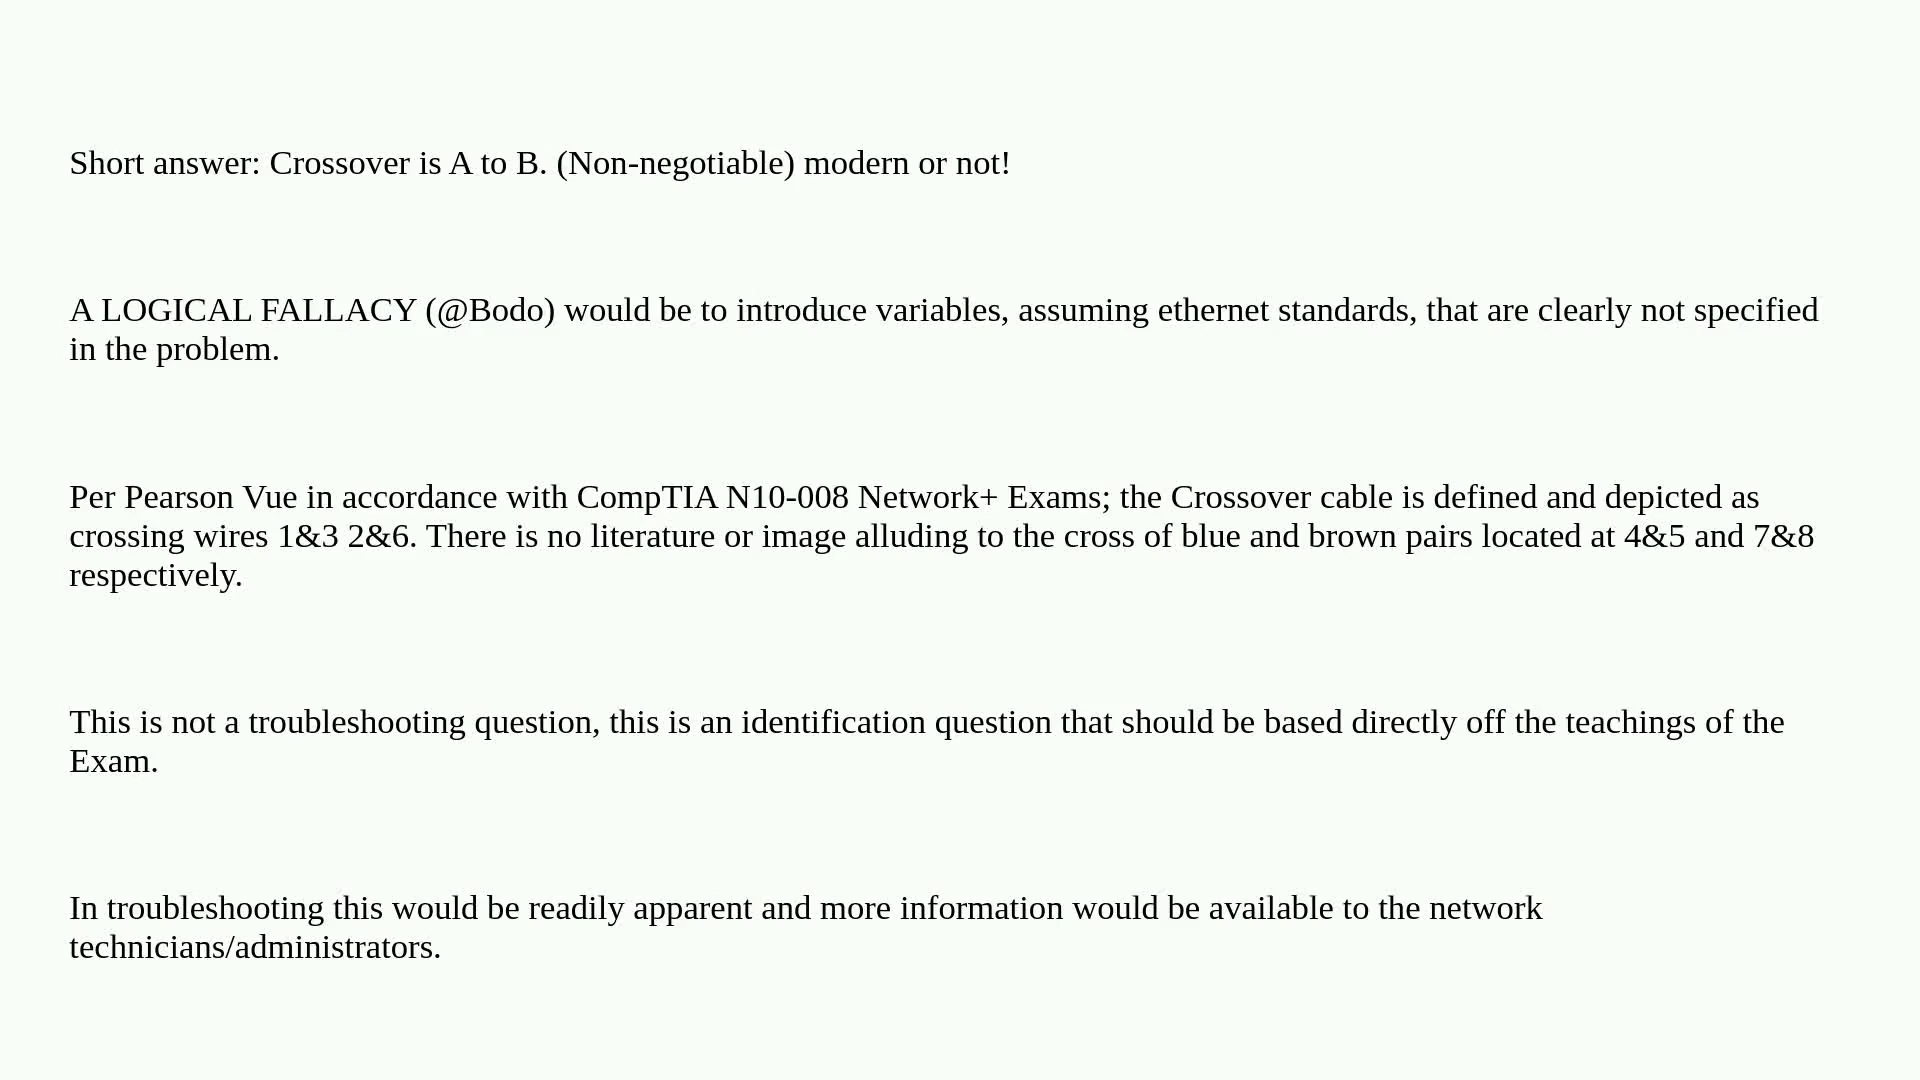 Short answer: Crossover is A to B. (Non-negotiable) modern or not!
A LOGICAL FALLACY (@Bodo) would be to introduce variables, assuming ethernet standards, that are clearly not specified
in the problem.
Per Pearson Vue in accordance with CompTIA N10-008 Network+ Exams; the Crossover cable is defined and depicted as
crossing wires 1&3 2&6. There is no literature or image alluding to the cross of blue and brown pairs located at 4&5 and 7&8
respectively.
This is not a troubleshooting question, this is an identification question that should be based directly off the teachings of the
Exam.
In troubleshooting this would be readily apparent and more information would be available to the network
technicians/administrators.